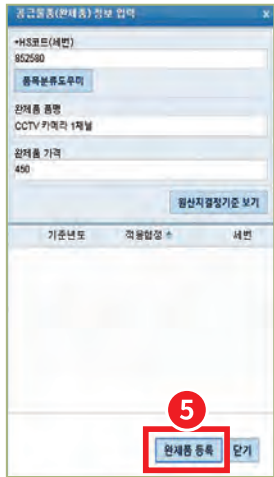 공급물품(완제품) 정보 입력 x
*HS코드(세번)
852580
품목분류도우미
완제품 품명
CCTV 카메라 1채널
완제품 가격
450
원산지결정기준 보기
기준년도 적용협정 세번
5
완제품 등록 닫기